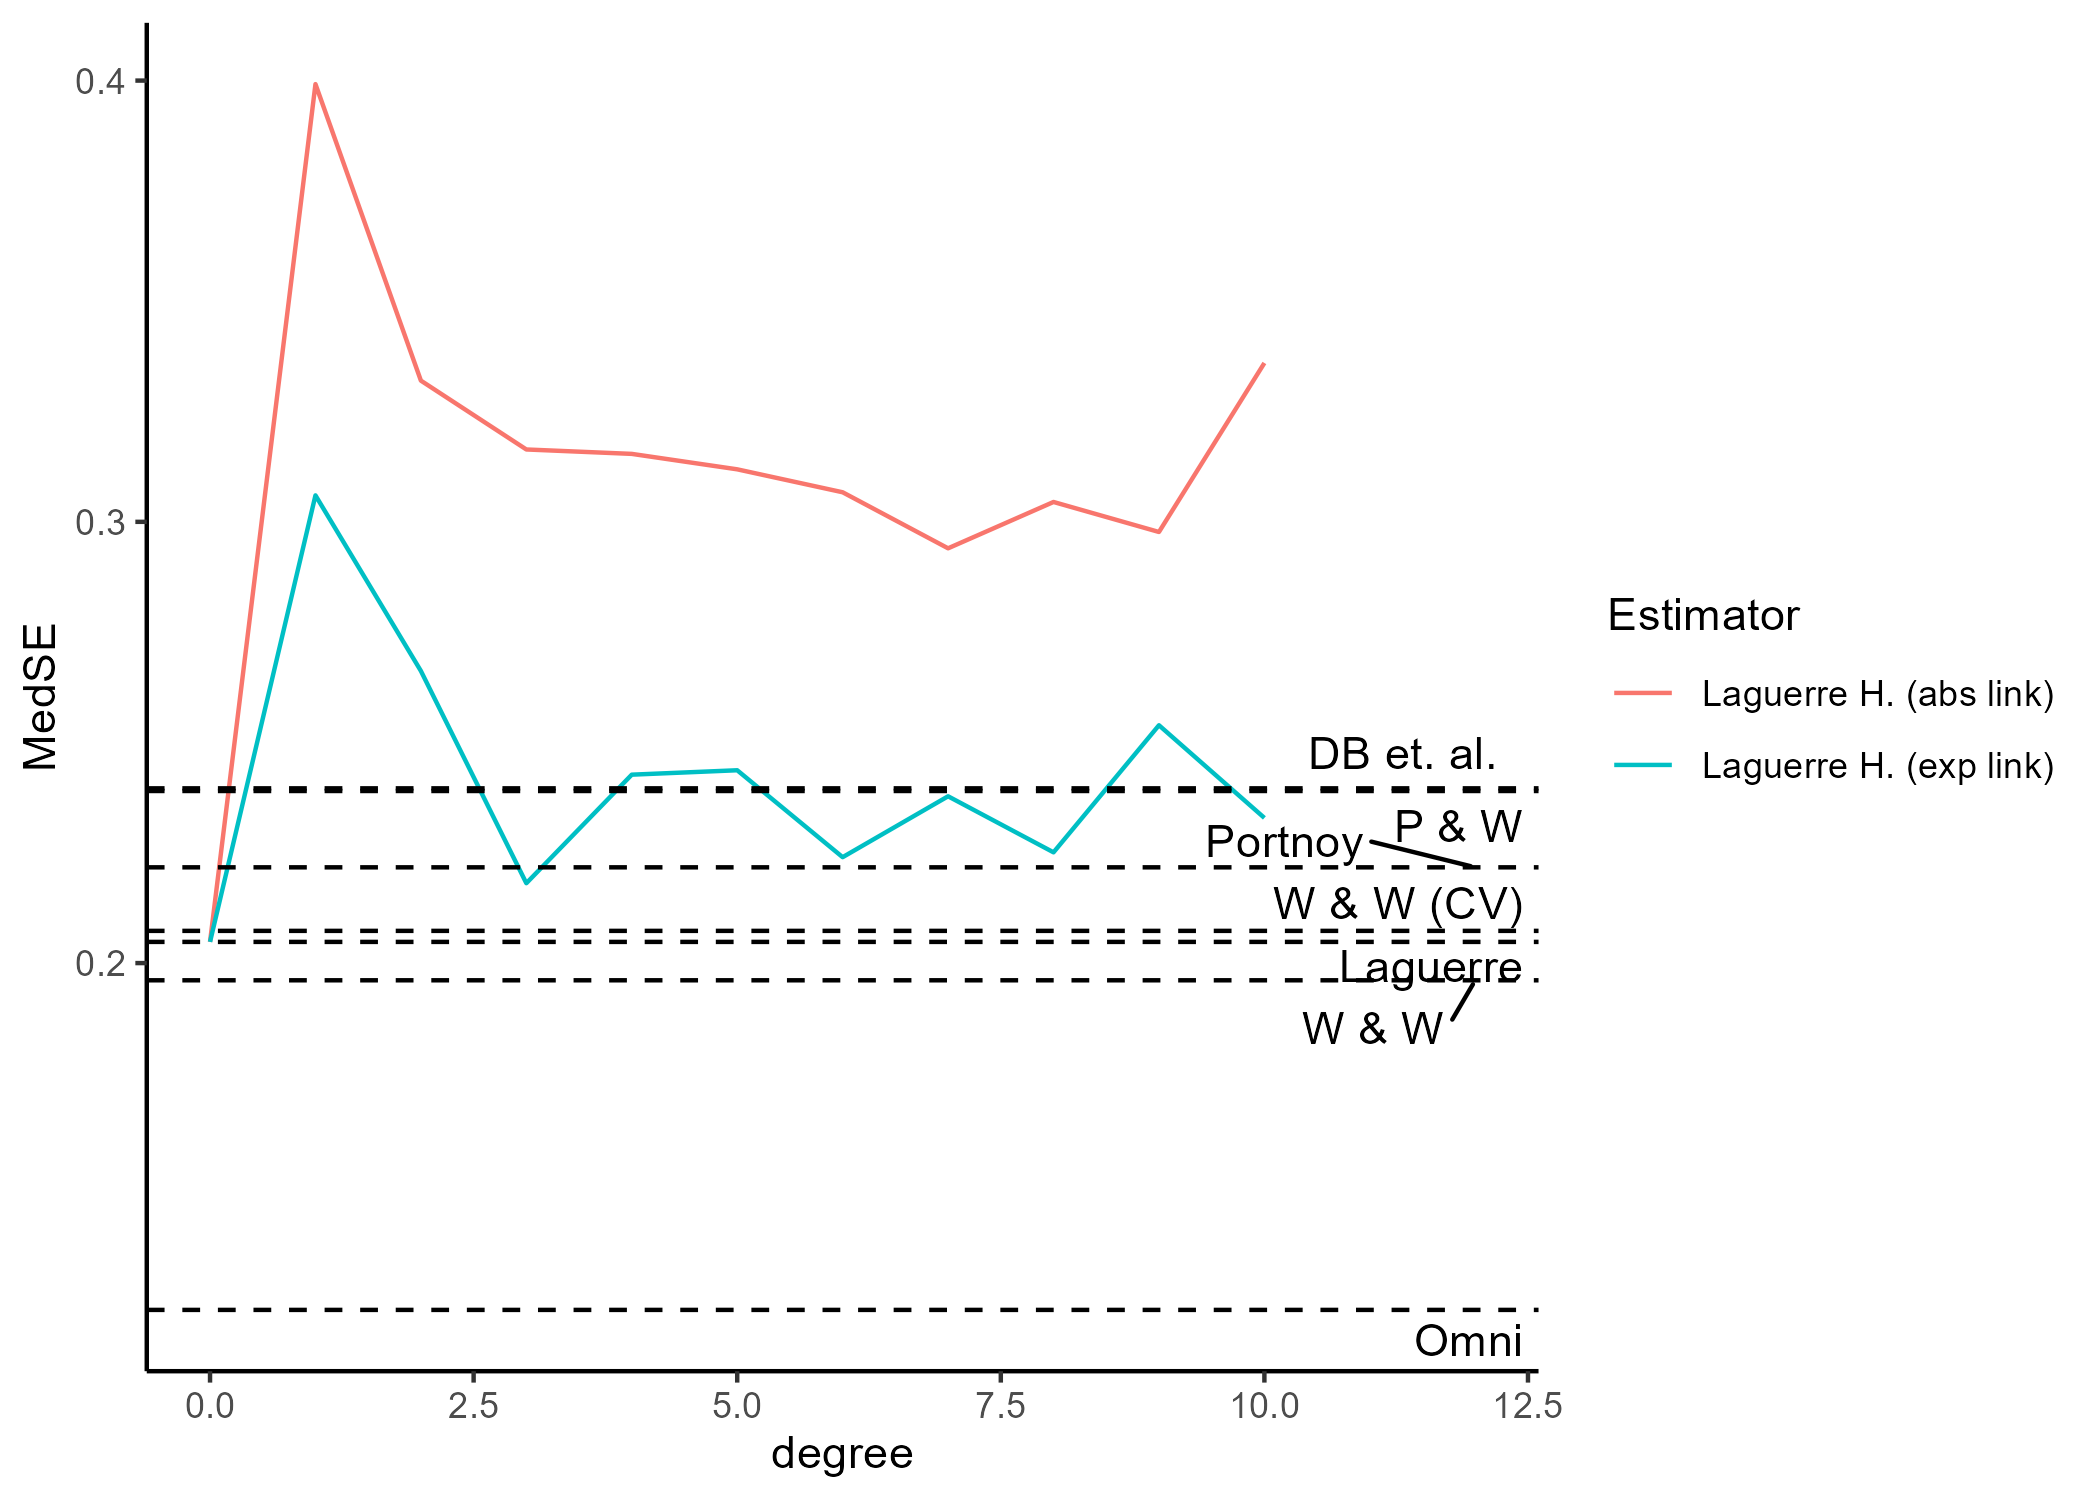 0.4
0.3
0.2
MedSE
0.0
2.5
5.0
7.5
10.0
12.5
degree
DB et. al.
P & W
Portnoy
W & W (CV)
Laguerre
W & W
Omni
Estimator
Laguerre H. (abs link)
Laguerre H. (exp link)